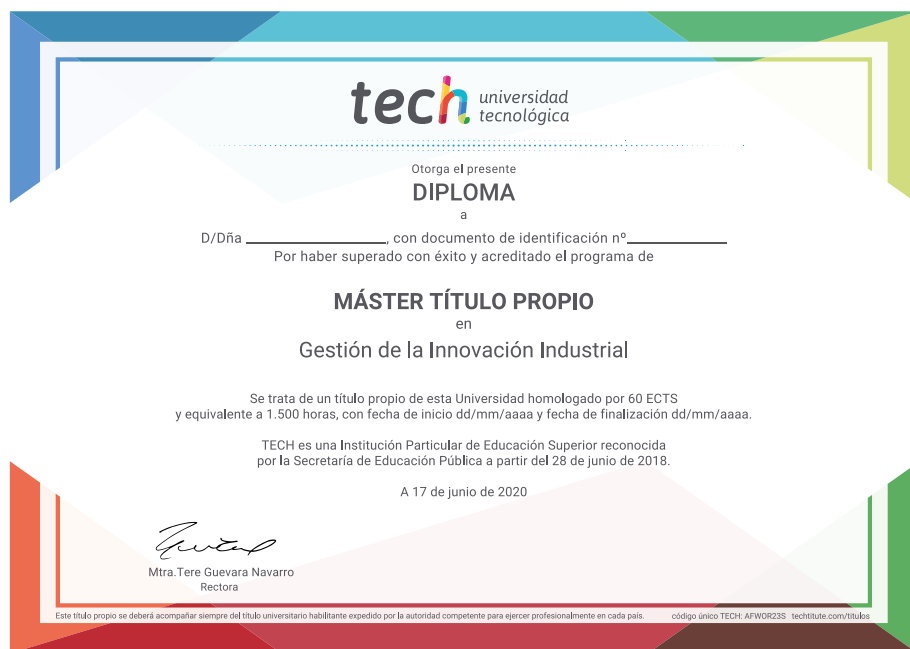 tech universidad
tecnológica
Otorga el presente
DIPLOMA
a
D/Dña ____________________, con documento de identificación nº______________
Por haber superado con éxito y acreditado el programa de
MÁSTER TÍTULO PROPIO
en
Gestión de la Innovación Industrial
Se trata de un título propio de esta Universidad homologado por 60 ECTS
y equivalente a 1.500 horas, con fecha de inicio dd/mm/aaaa y fecha de finalización dd/mm/aaaa.
TECH es una Institución Particular de Educación Superior reconocida
por la Secretaría de Educación Pública a partir del 28 de junio de 2018.
A 17 de junio de 2020
Mtra.Tere Guevara Navarro
Rectora
Este título propio se deberá acompañar siempre del título universitario habilitante expedido por la autoridad competente para ejercer profesionalmente en cada país. código único TECH: AFWOR23S techtitute.com/titulos